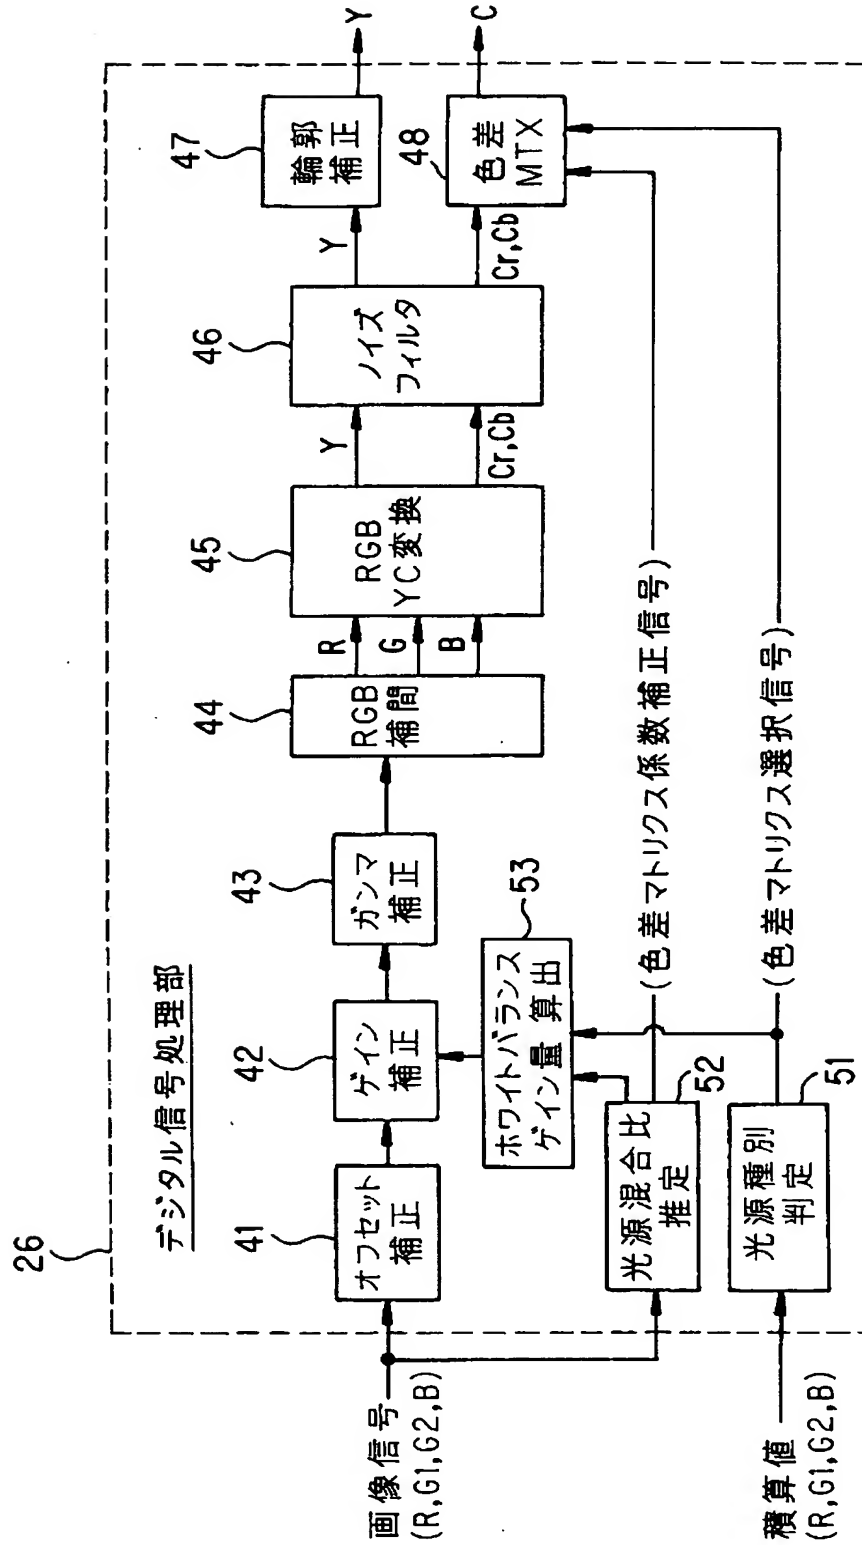 26
デジタル信号処理部
画像信号
(R,G1,G2,B)
41
オフセット
補正
42
ゲイン
補正
43
ガンマ
補正
44
RGB
補間
R
G
B
45
RGB
YC変換
Y
Cr,Cb
46
ノイズ
フィルタ
Y
Cr,Cb
47
輪郭
補正
Y
48
色差
MTX
C
53
ホワイトバランス
ゲイン量 算出
光源混合比
推定
52
(色差マトリクス係数補正信号)
積算値
(R,G1,G2,B)
光源種別
判定
51
(色差マトリクス選択信号)